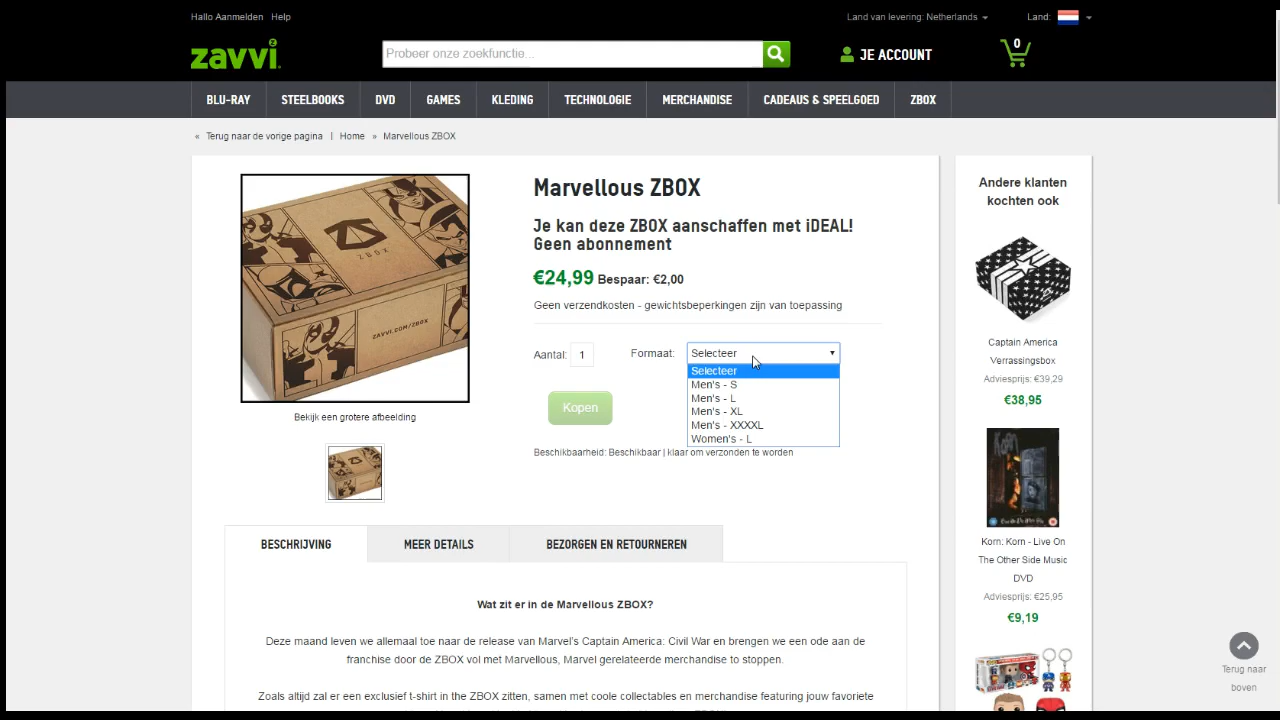 Hallo Aanmelden Help
Land van levering: Netherlands
Land:
zavvi
Probeer onze zoekfunctie...
JE ACCOUNT
0
BLU-RAY STEELBOOKS DVD GAMES KLEDING TECHNOLOGIE MERCHANDISE CADEAUS & SPEELGOED ZBOX
« Terug naar de vorige pagina | Home » Marvellous ZBOX
ZBOX
ZAVVI.COM/ZBOX
Bekijk een grotere afbeelding
Marvellous ZBOX
Je kan deze ZBOX aanschaffen met iDEAL!
Geen abonnement
€24,99 Bespaar: €2,00
Geen verzendkosten - gewichtsbeperkingen zijn van toepassing
Aantal: 1 Formaat: Selecteer
Selecteer
Men's - S
Men's - L
Men's - XL
Men's - XXXXL
Women's - L
Kopen
Beschikbaarheid: Beschikbaar | klaar om verzonden te worden
BESCHRIJVING MEER DETAILS BEZORGEN EN RETOURNEREN
Wat zit er in de Marvellous ZBOX?
Deze maand leven we allemaal toe naar de release van Marvel's Captain America: Civil War en brengen we een ode aan de
franchise door de ZBOX vol met Marvellous, Marvel gerelateerde merchandise te stoppen.
Zoals altijd zal er een exclusief t-shirt in the ZBOX zitten, samen met coole collectables en merchandise featuring jouw favoriete
Andere klanten
kochten ook
Captain America
Verrassingsbox
Adviesprijs: €39,29
€38,95
Korn: Korn - Live On
The Other Side Music
DVD
Adviesprijs: €25,95
€9,19
Terug naar
boven